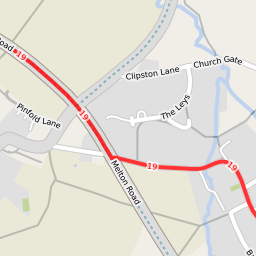 Road
19
Church Gate
Clipston Lane
Pinfold Lane
19
The Leys
19
19
Melton Road